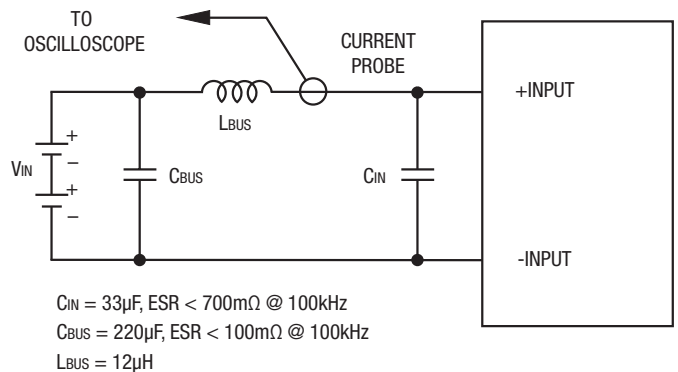 TO
OSCILLOSCOPE
CURRENT
PROBE
+INPUT
LBUS
+
−
VIN
+
−
CBUS
CIN
-INPUT
CIN = 33µF, ESR < 700mΩ @ 100kHz
CBUS = 220µF, ESR < 100mΩ @ 100kHz
LBUS = 12µH